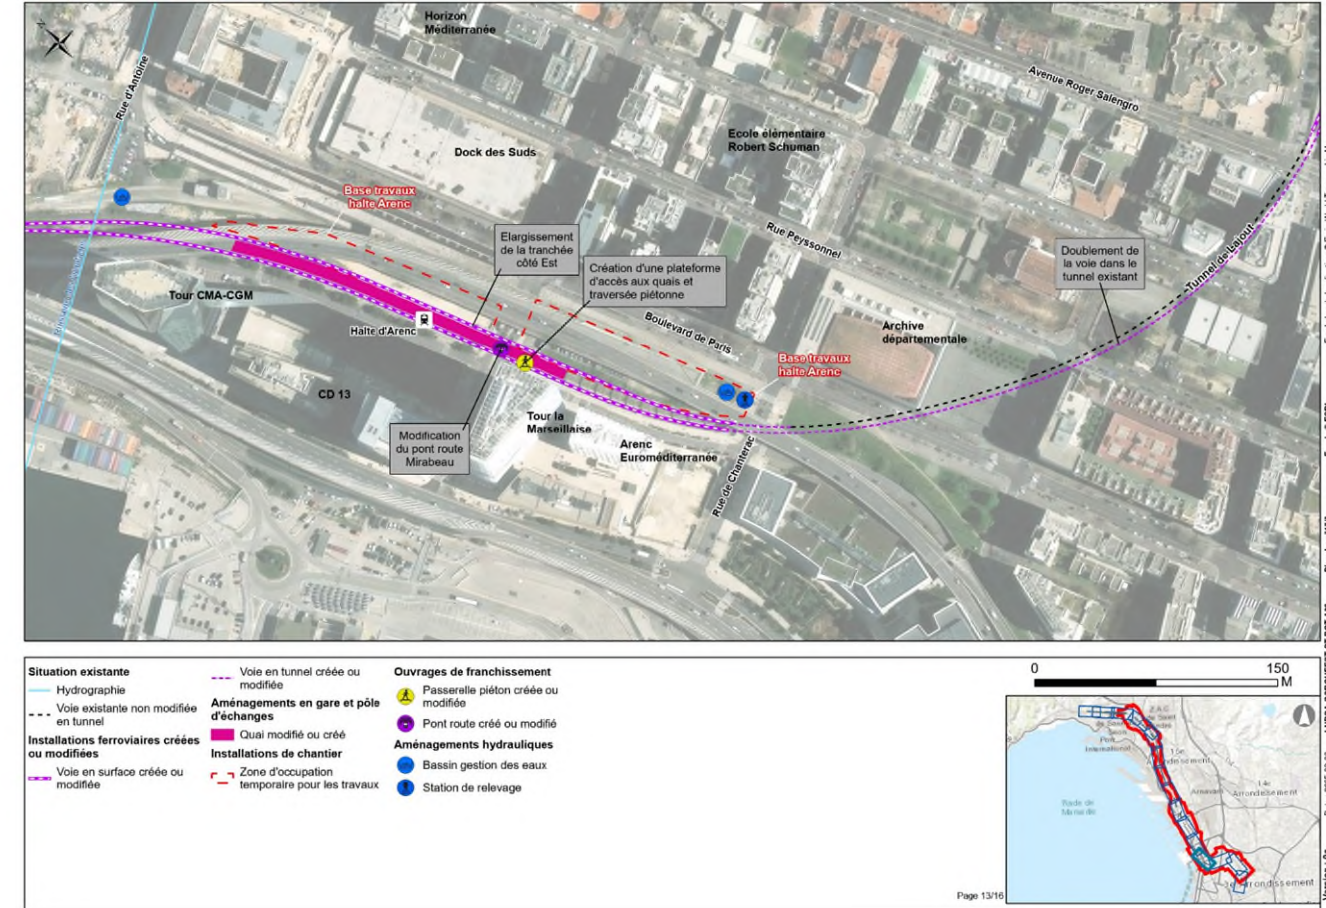 Horizon
Méditerranée
Rue d'Antoine
Avenue Roger Salengro
Ecole élémentaire
Robert Schuman
Dock des Suds
Base travaux
halte Arenc
Elargissement
de la tranchée
côté Est
Rue Peyssonnel
Création d'une plateforme
d'accès aux quais et
traversée piétonne
Doublement de
la voie dans le
tunnel existant
Tunnel de Lajout
Tour CMA-CGM
Halte d'Arenc
Boulevard de Paris
Archive
départementale
Base travaux
halte Arenc
CD 13
Tour la
Marseillaise
Modification
du pont route
Mirabeau
Arenc
Euroméditerranée
Rue de Chanterac
Situation existante
Hydrographie
Voie existante non modifiée
en tunnel
Installations ferroviaires créées
ou modifiées
Voie en surface créée ou
modifiée
Voie en tunnel créée ou
modifiée
Aménagements en gare et pôle
d'échanges
Quai modifié ou créé
Installations de chantier
Zone d'occupation
temporaire pour les travaux
Ouvrages de franchissement
Passerelle piéton créée ou
modifiée
Pont route créé ou modifié
Aménagements hydrauliques
Bassin gestion des eaux
Station de relevage
0 150
M
Rade de
Marseille
Arrondissement
Page 13/16